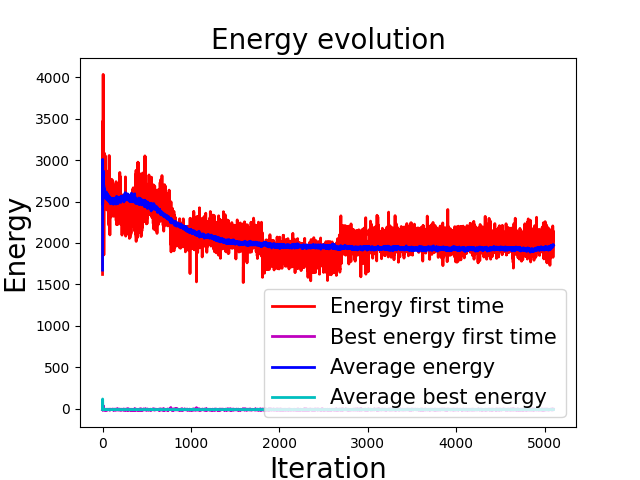 Energy evolution
Energy
4000
3500
3000
2500
2000
1500
1000
500
0
Energy first time
Best energy first time
Average energy
Average best energy
0 1000 2000 3000 4000 5000
Iteration